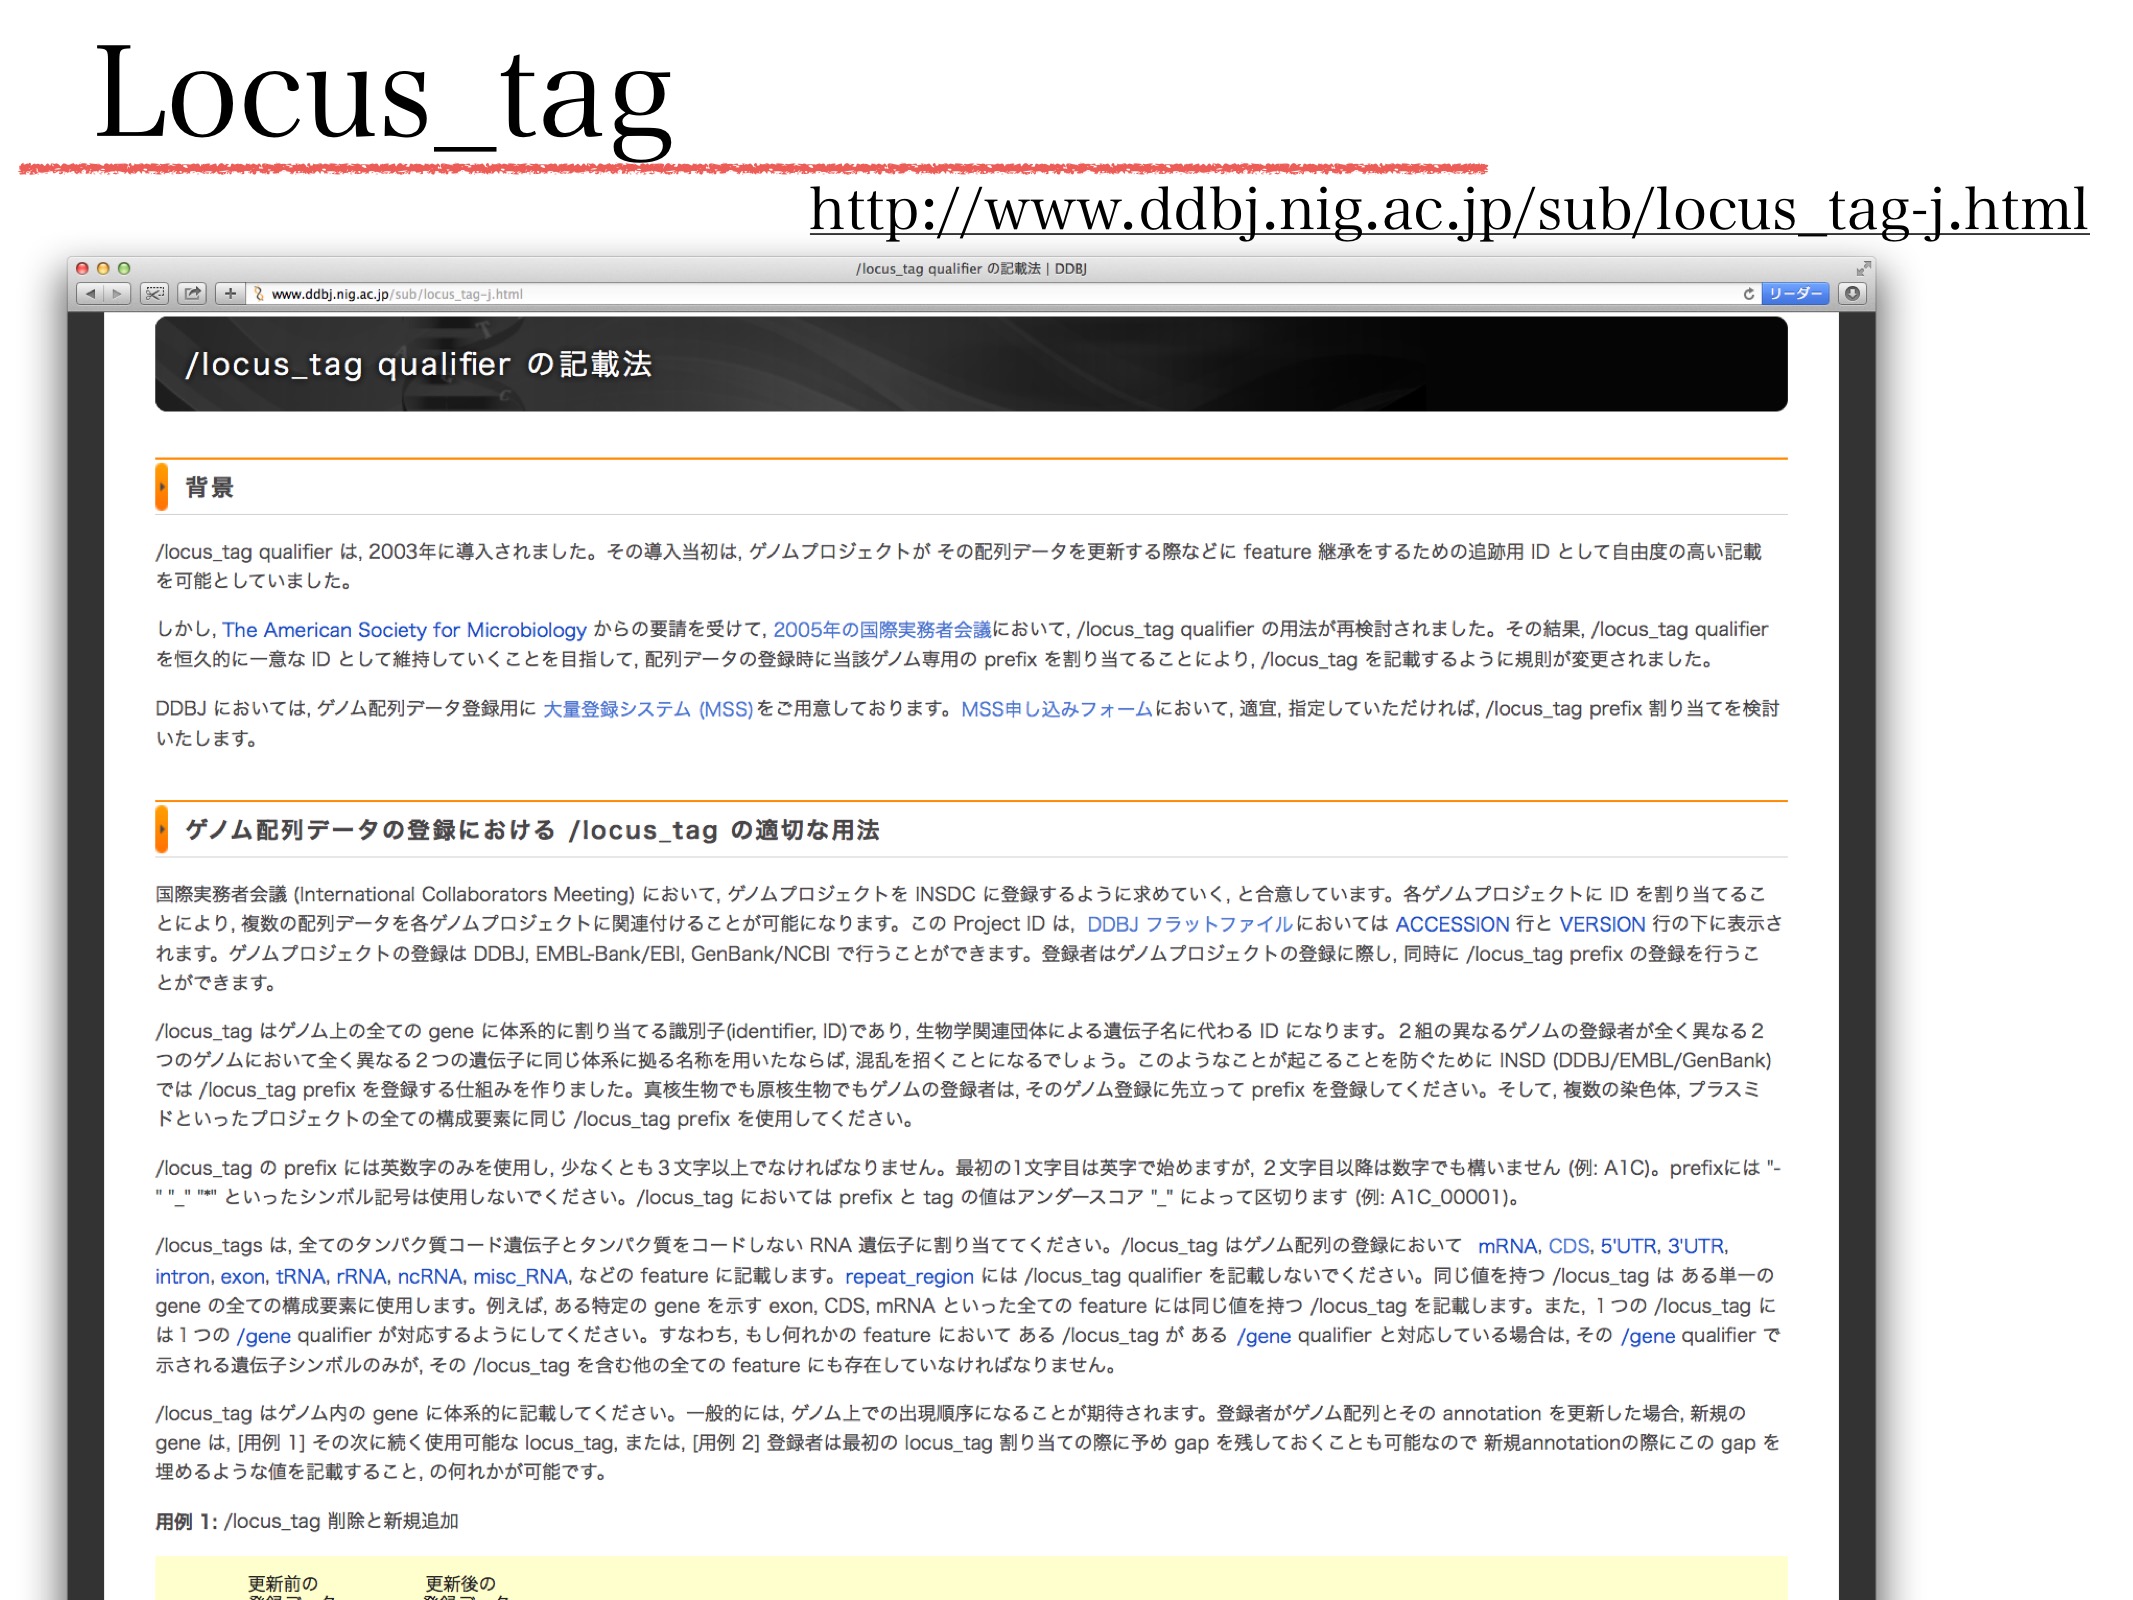 Locus_tag
http://www.ddbj.nig.ac.jp/sub/locus_tag-j.html
/locus_tag qualifier の記載法 | DDBJ
www.ddbj.nig.ac.jp/sub/locus_tag-j.html
リーダー
/locus_tag qualifier の記載法
背景
/locus_tag qualifier は, 2003年に導入されました。その導入当初は, ゲノムプロジェクトが その配列データを更新する際などに feature 継承をするための追跡用 ID として自由度の高い記載
を可能としていました。
しかし, The American Society for Microbiology からの要請を受けて, 2005年の国際実務者会議において, /locus_tag qualifier の用法が再検討されました。その結果, /locus_tag qualifier
を恒久的に一意な ID として維持していくことを目指して, 配列データの登録時に当該ゲノム専用の prefix を割り当てることにより, /locus_tag を記載するように規則が変更されました。
DDBJ においては, ゲノム配列データ登録用に 大量登録システム (MSS)をご用意しております。MSS申し込みフォームにおいて, 適宜, 指定していただければ, /locus_tag prefix 割り当てを検討
いたします。
ゲノム配列データの登録における /locus_tag の適切な用法
国際実務者会議 (International Collaborators Meeting) において, ゲノムプロジェクトを INSDC に登録するように求めていく, と合意しています。各ゲノムプロジェクトに ID を割り当てるこ
とにより, 複数の配列データを各ゲノムプロジェクトに関連付けることが可能になります。この Project ID は, DDBJ フラットファイルにおいては ACCESSION 行と VERSION 行の下に表示さ
れます。ゲノムプロジェクトの登録は DDBJ, EMBL-Bank/EBI, GenBank/NCBI で行うことができます。登録者はゲノムプロジェクトの登録に際し, 同時に /locus_tag prefix の登録を行うこ
とができます。
/locus_tag はゲノム上の全ての gene に体系的に割り当てる識別子(identifier, ID)であり, 生物学関連団体による遺伝子名に代わる ID になります。２組の異なるゲノムの登録者が全く異なる２
つのゲノムにおいて全く異なる２つの遺伝子に同じ体系に拠る名称を用いたならば, 混乱を招くことになるでしょう。このようなことが起こることを防ぐために INSD (DDBJ/EMBL/GenBank)
では /locus_tag prefix を登録する仕組みを作りました。真核生物でも原核生物でもゲノムの登録者は, そのゲノム登録に先立って prefix を登録してください。そして, 複数の染色体, プラスミ
ドといったプロジェクトの全ての構成要素に同じ /locus_tag prefix を使用してください。
/locus_tag の prefix には英数字のみを使用し, 少なくとも３文字以上でなければなりません。最初の1文字目は英字で始めますが, ２文字目以降は数字でも構いません (例: A1C)。prefixには "-
" "_" "*" といったシンボル記号は使用しないでください。/locus_tag においては prefix と tag の値はアンダースコア "_" によって区切ります (例: A1C_00001)。
/locus_tags は, 全てのタンパク質コード遺伝子とタンパク質をコードしない RNA 遺伝子に割り当ててください。/locus_tag はゲノム配列の登録において mRNA, CDS, 5'UTR, 3'UTR,
intron, exon, tRNA, rRNA, ncRNA, misc_RNA, などの feature に記載します。repeat_region には /locus_tag qualifier を記載しないでください。同じ値を持つ /locus_tag は ある単一の
gene の全ての構成要素に使用します。例えば, ある特定の gene を示す exon, CDS, mRNA といった全ての feature には同じ値を持つ /locus_tag を記載します。また, １つの /locus_tag に
は１つの /gene qualifier が対応するようにしてください。すなわち, もし何れかの feature において ある /locus_tag が ある /gene qualifier と対応している場合は, その /gene qualifier で
示される遺伝子シンボルのみが, その /locus_tag を含む他の全ての feature にも存在していなければなりません。
/locus_tag はゲノム内の gene に体系的に記載してください。一般的には, ゲノム上での出現順序になることが期待されます。登録者がゲノム配列とその annotation を更新した場合, 新規の
gene は, [用例 1] その次に続く使用可能な locus_tag, または, [用例 2] 登録者は最初の locus_tag 割り当ての際に予め gap を残しておくことも可能なので 新規annotationの際にこの gap を
埋めるような値を記載すること, の何れかが可能です。
用例 1: /locus_tag 削除と新規追加
更新前の 更新後の